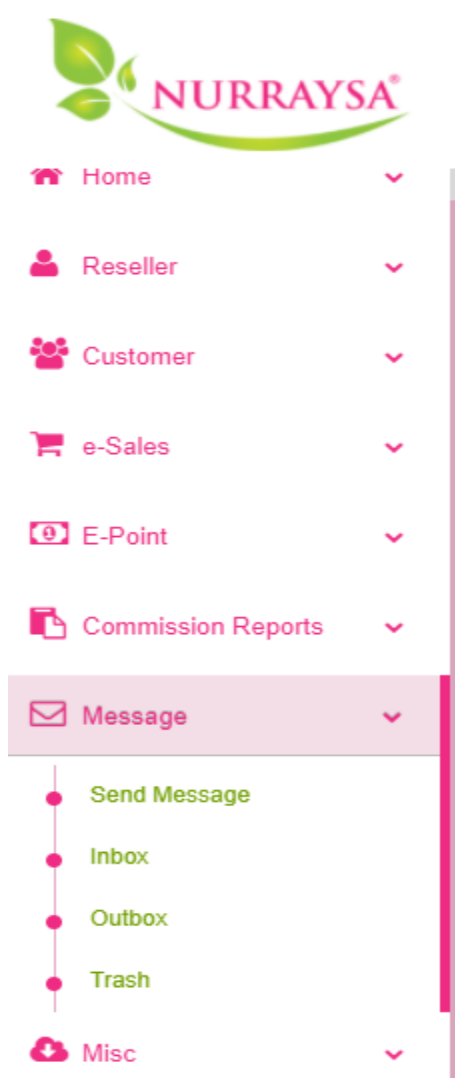 NURRAYSA®
Home
Reseller
Customer
e-Sales
E-Point
Commission Reports
Message
Send Message
Inbox
Outbox
Trash
Misc